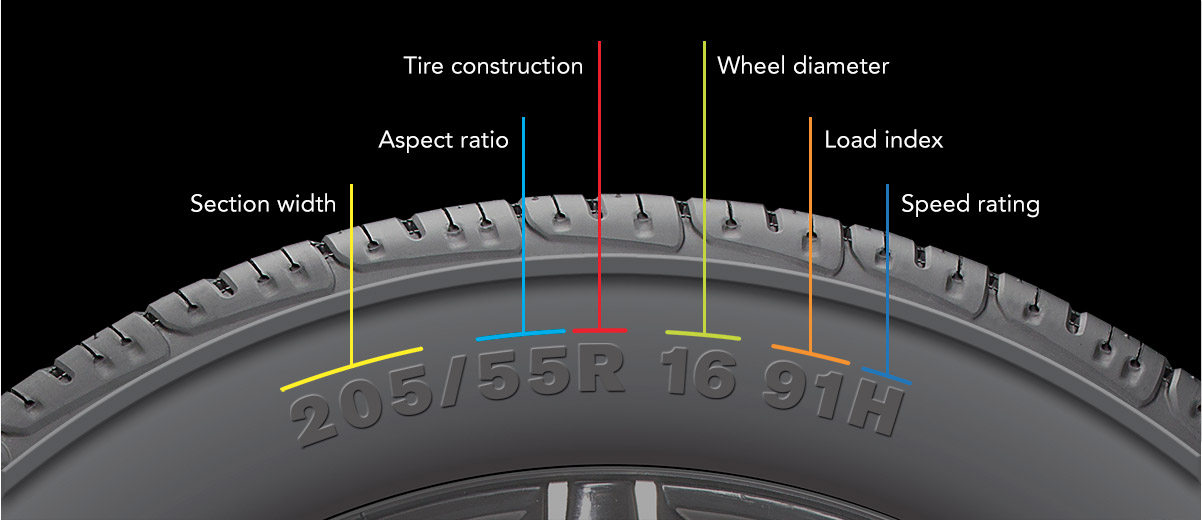 Tire construction
Wheel diameter
Aspect ratio
Load index
Section width
Speed rating
205/55R 16 91H